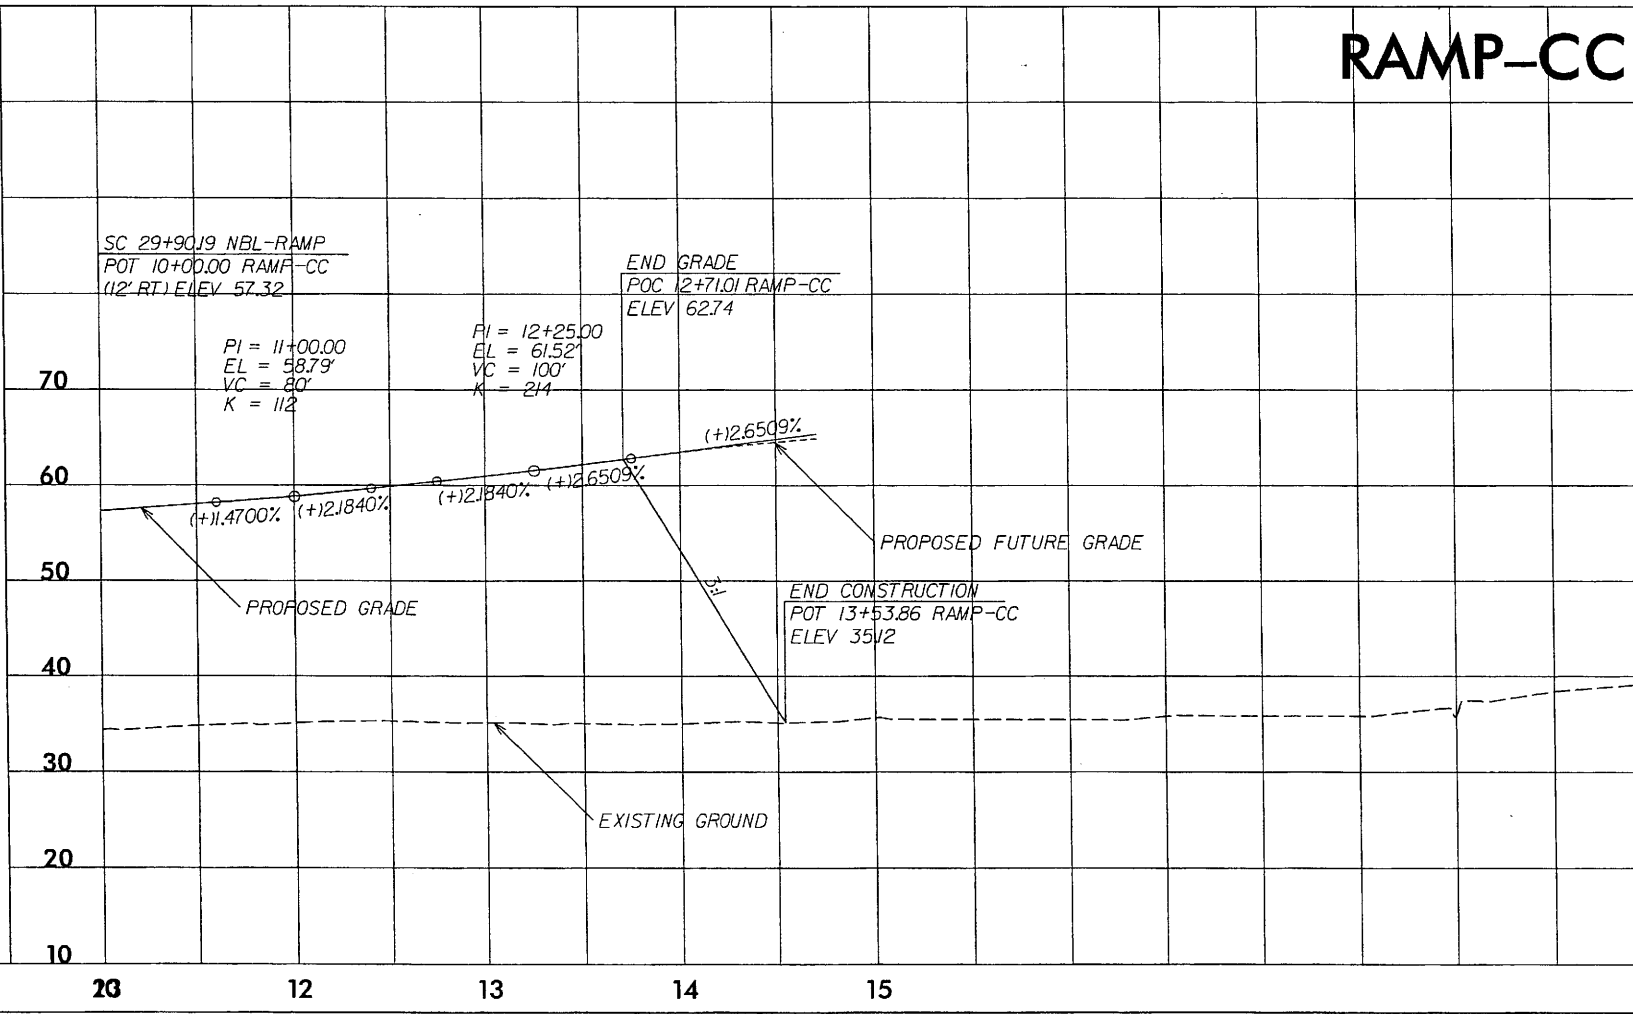 RAMP-CC
SC 29+90.19 NBL-RAMP
POT 10+00.00 RAMP-CC
(12' RT) ELEV 57.32
END GRADE
POC 12+71.01 RAMP-CC
ELEV 62.74
PI = 11+00.00
EL = 58.79'
VC = 80'
K = 112
PI = 12+25.00
EL = 61.52'
VC = 100'
K = 214
70
(+)2.6509%
60
(+)1.4700%
(+)2.1840%
(+)2.1840%
(+)2.6509%
PROPOSED FUTURE GRADE
50
3:1
PROPOSED GRADE
END CONSTRUCTION
POT 13+53.86 RAMP-CC
ELEV 35.12
40
30
EXISTING GROUND
20
10
12
13
14
15